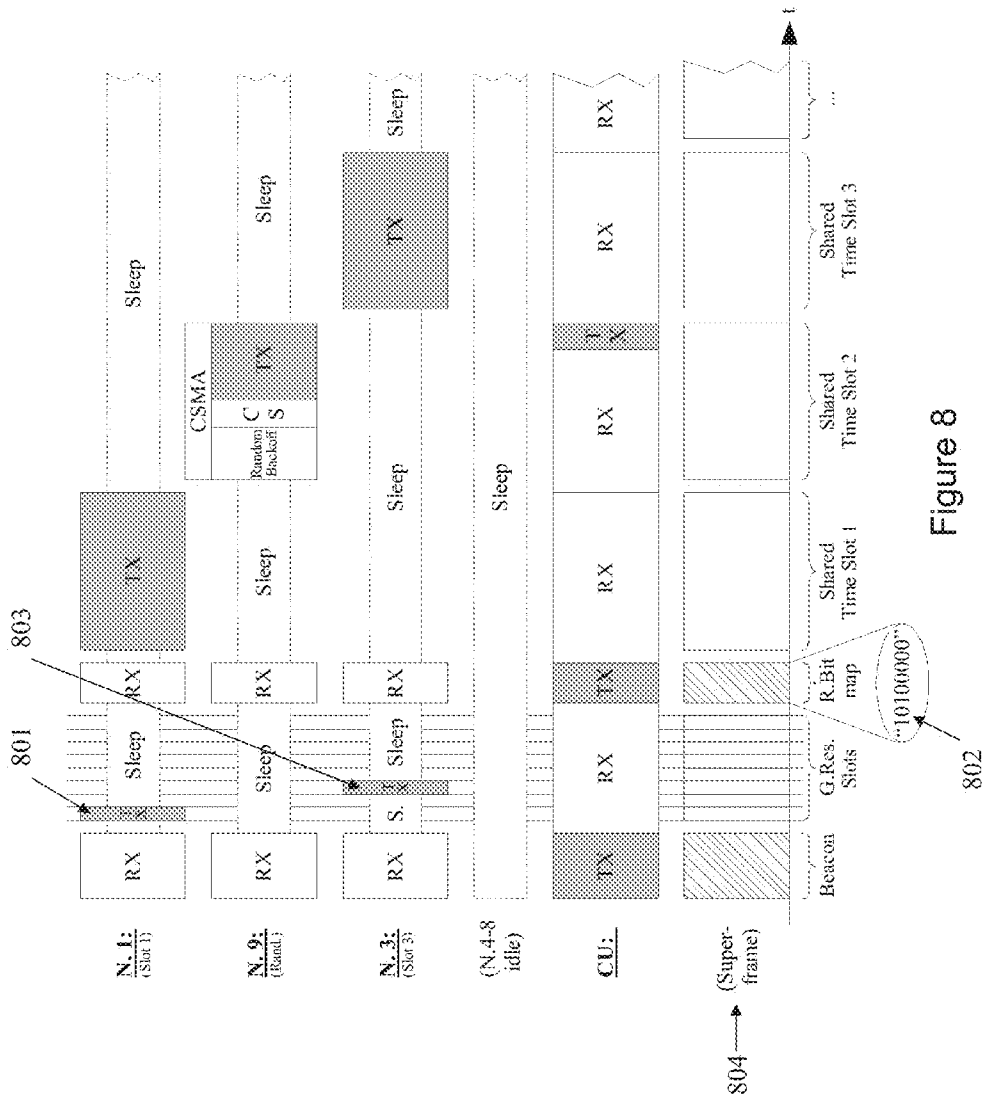 801
803
N. 1:
(Slot 1)
RX
TX
Sleep
RX
TX
Sleep
N. 9:
(Rand.)
RX
Sleep
RX
Sleep
CSMA
Random
Backoff
C
S
TX
Sleep
N. 3:
(Slot 3)
RX
S.
TX
Sleep
RX
Sleep
TX
Sleep
(N.4-8
idle)
Sleep
CU:
TX
RX
TX
RX
RX
TX
RX
RX
804
(Super-
frame)
t
Beacon
G.Res.
Slots
R.Bit
map
Shared
Time Slot 1
Shared
Time Slot 2
Shared
Time Slot 3
...
"10100000"
802
Figure 8